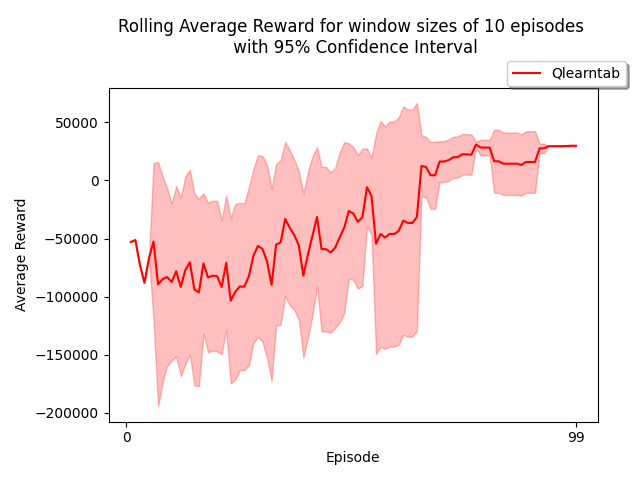 Rolling Average Reward for window sizes of 10 episodes
with 95% Confidence Interval
Qlearntab
Average Reward
50000
0
−50000
−100000
−150000
−200000
0
99
Episode